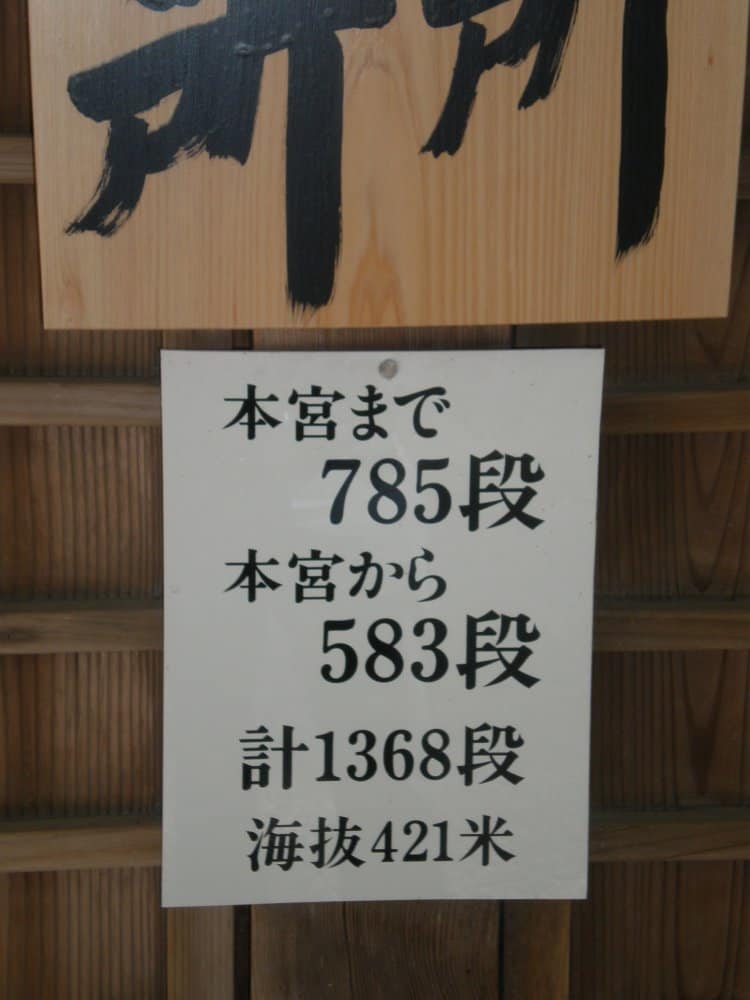 本宮まで
785段
本宮から
583段
計1368段
海抜421米